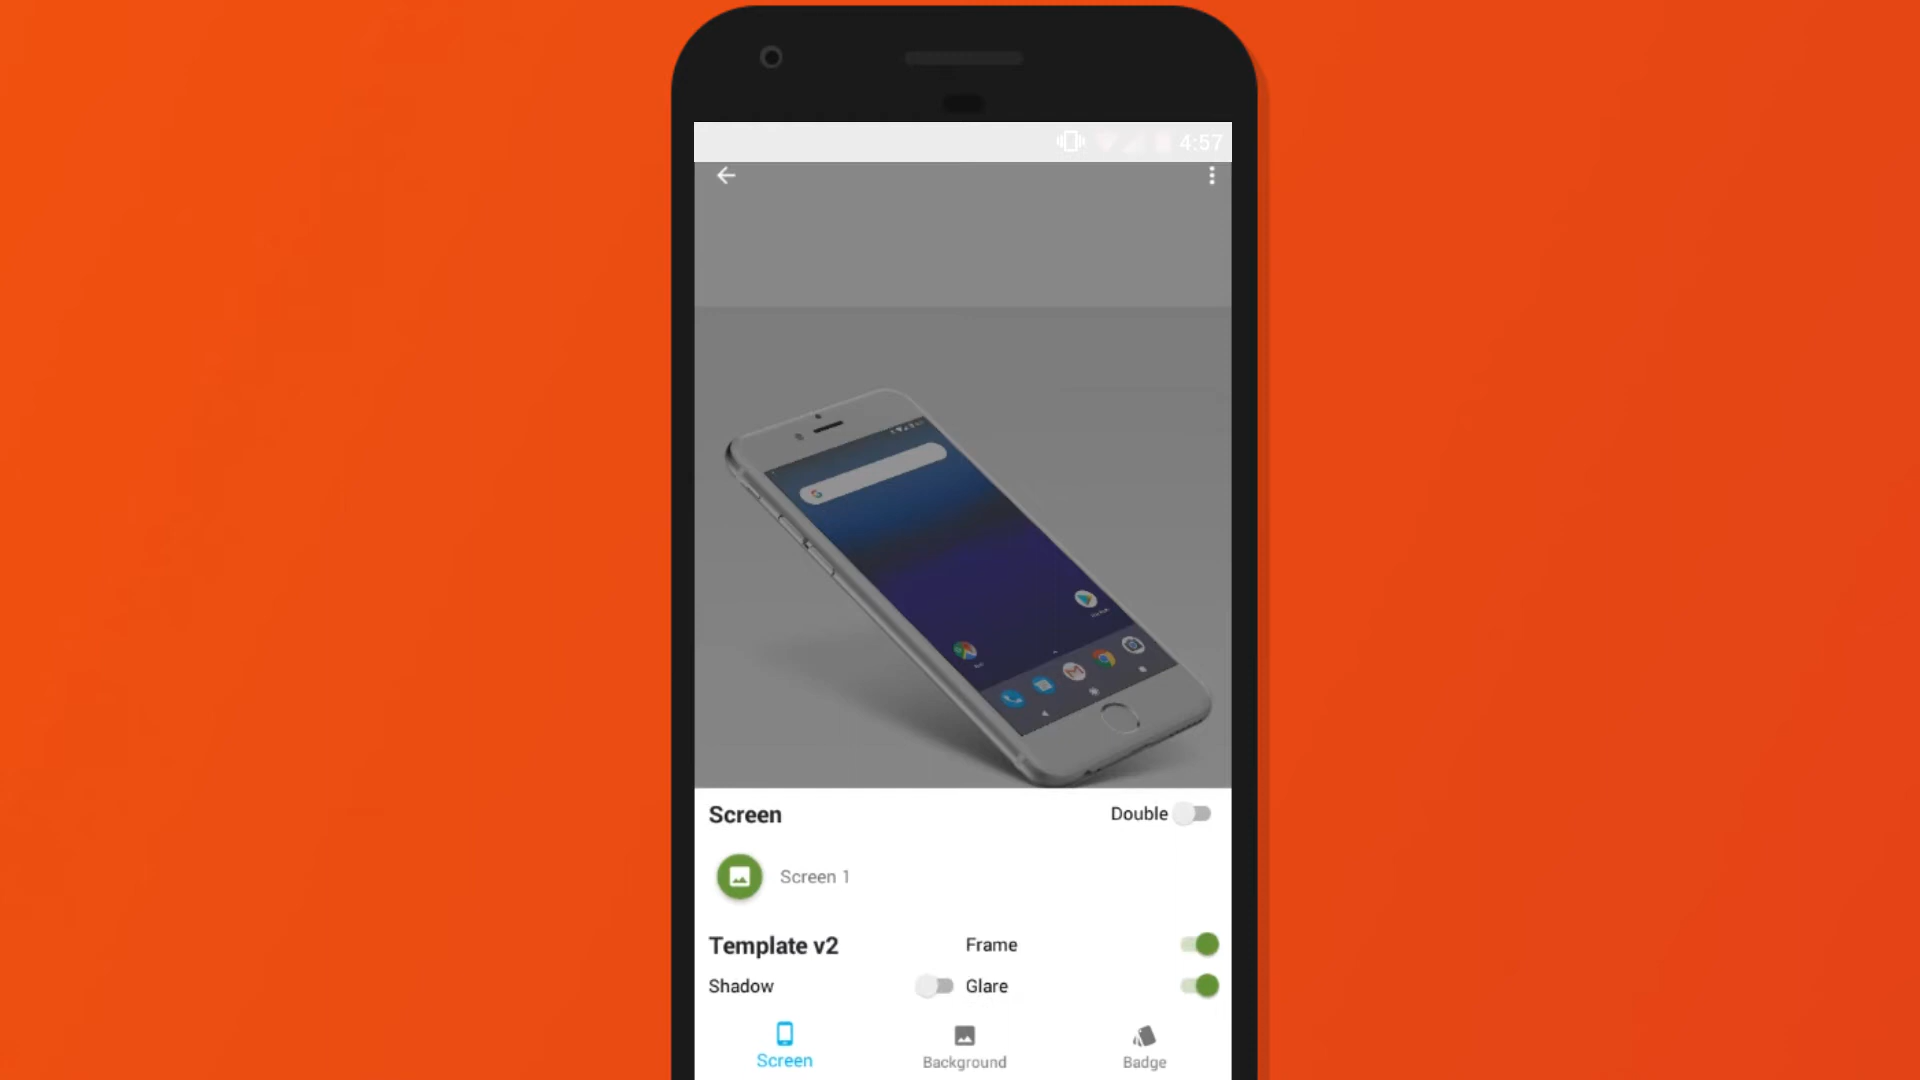 4:57
Screen
Double
Screen 1
Template v2
Frame
Shadow
Glare
Screen
Background
Badge